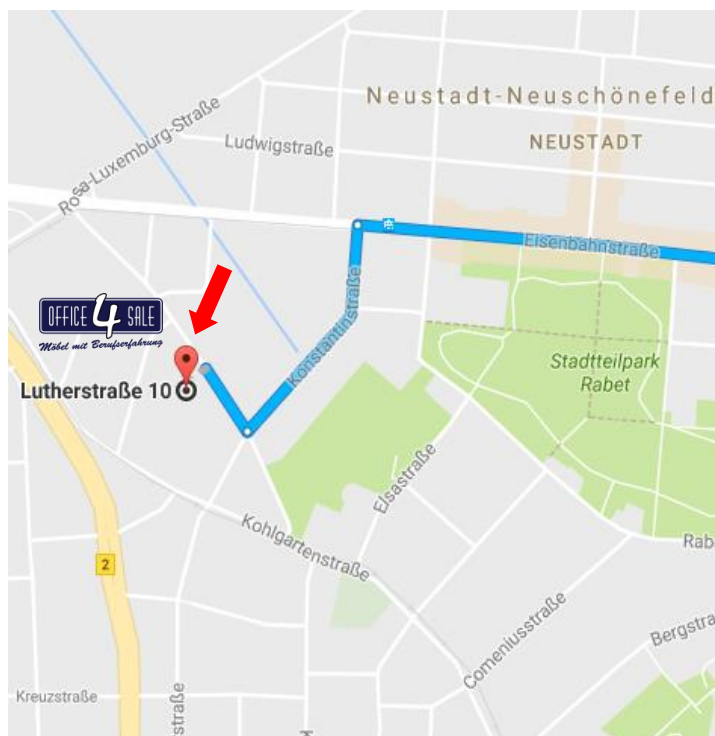 Neustadt-Neuschönefeld
NEUSTADT
Rosa-Luxemburg-Straße
Ludwigstraße
Eisenbahnstraße
OFFICE 4 SALE
Möbel mit Berufserfahrung
Konstantinstraße
Stadtteilpark
Rabet
Lutherstraße 10
Elsastraße
Kohlgartenstraße
2
Rab
Comeniusstraße
Bergstra
Kreuzstraße
straße